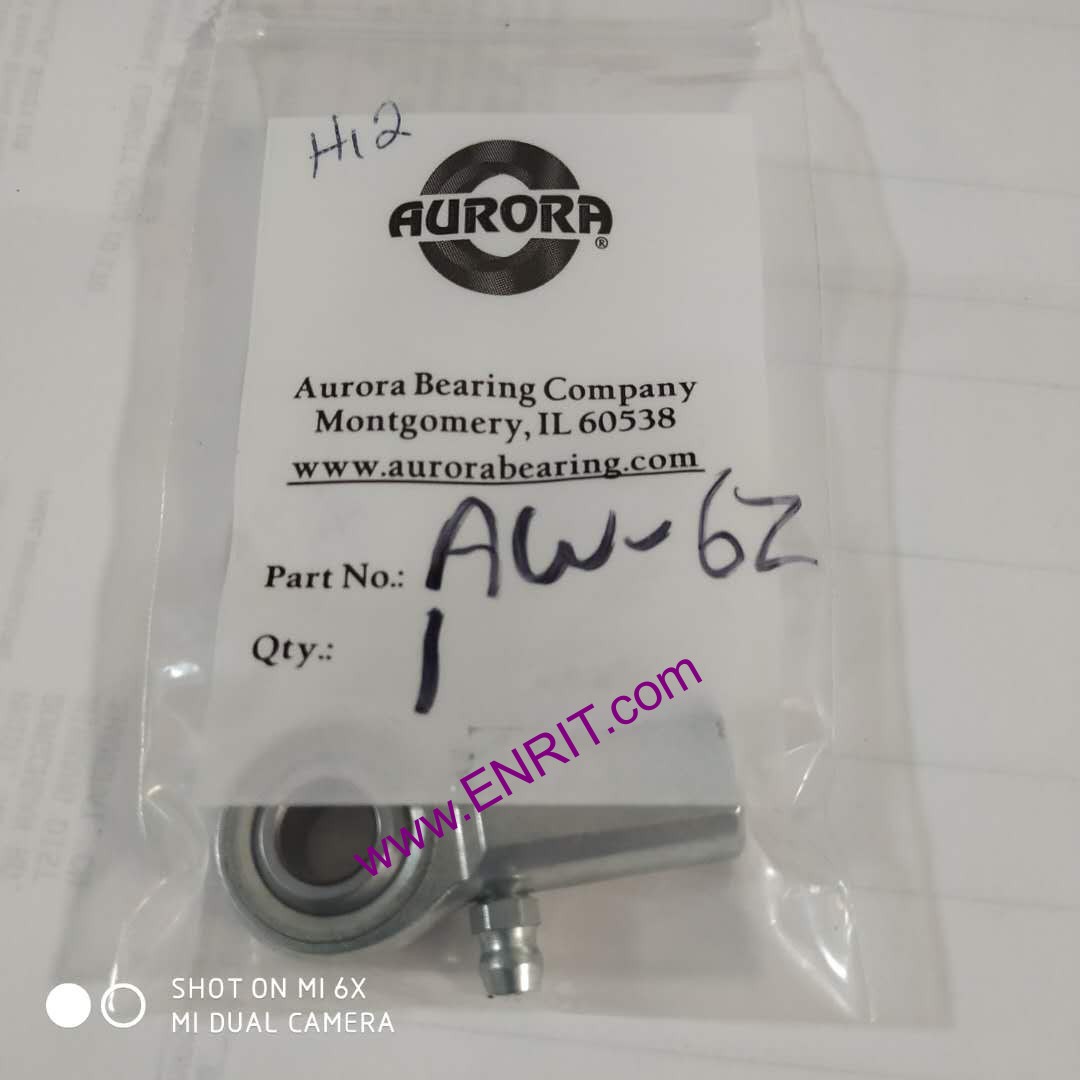 H12
AURORA
®
Aurora Bearing Company
Montgomery, IL 60538
www.aurorabearing.com
Part No.: AW-6Z
Qty.: 1
www.ENRIT.com
SHOT ON MI 6X
MI DUAL CAMERA